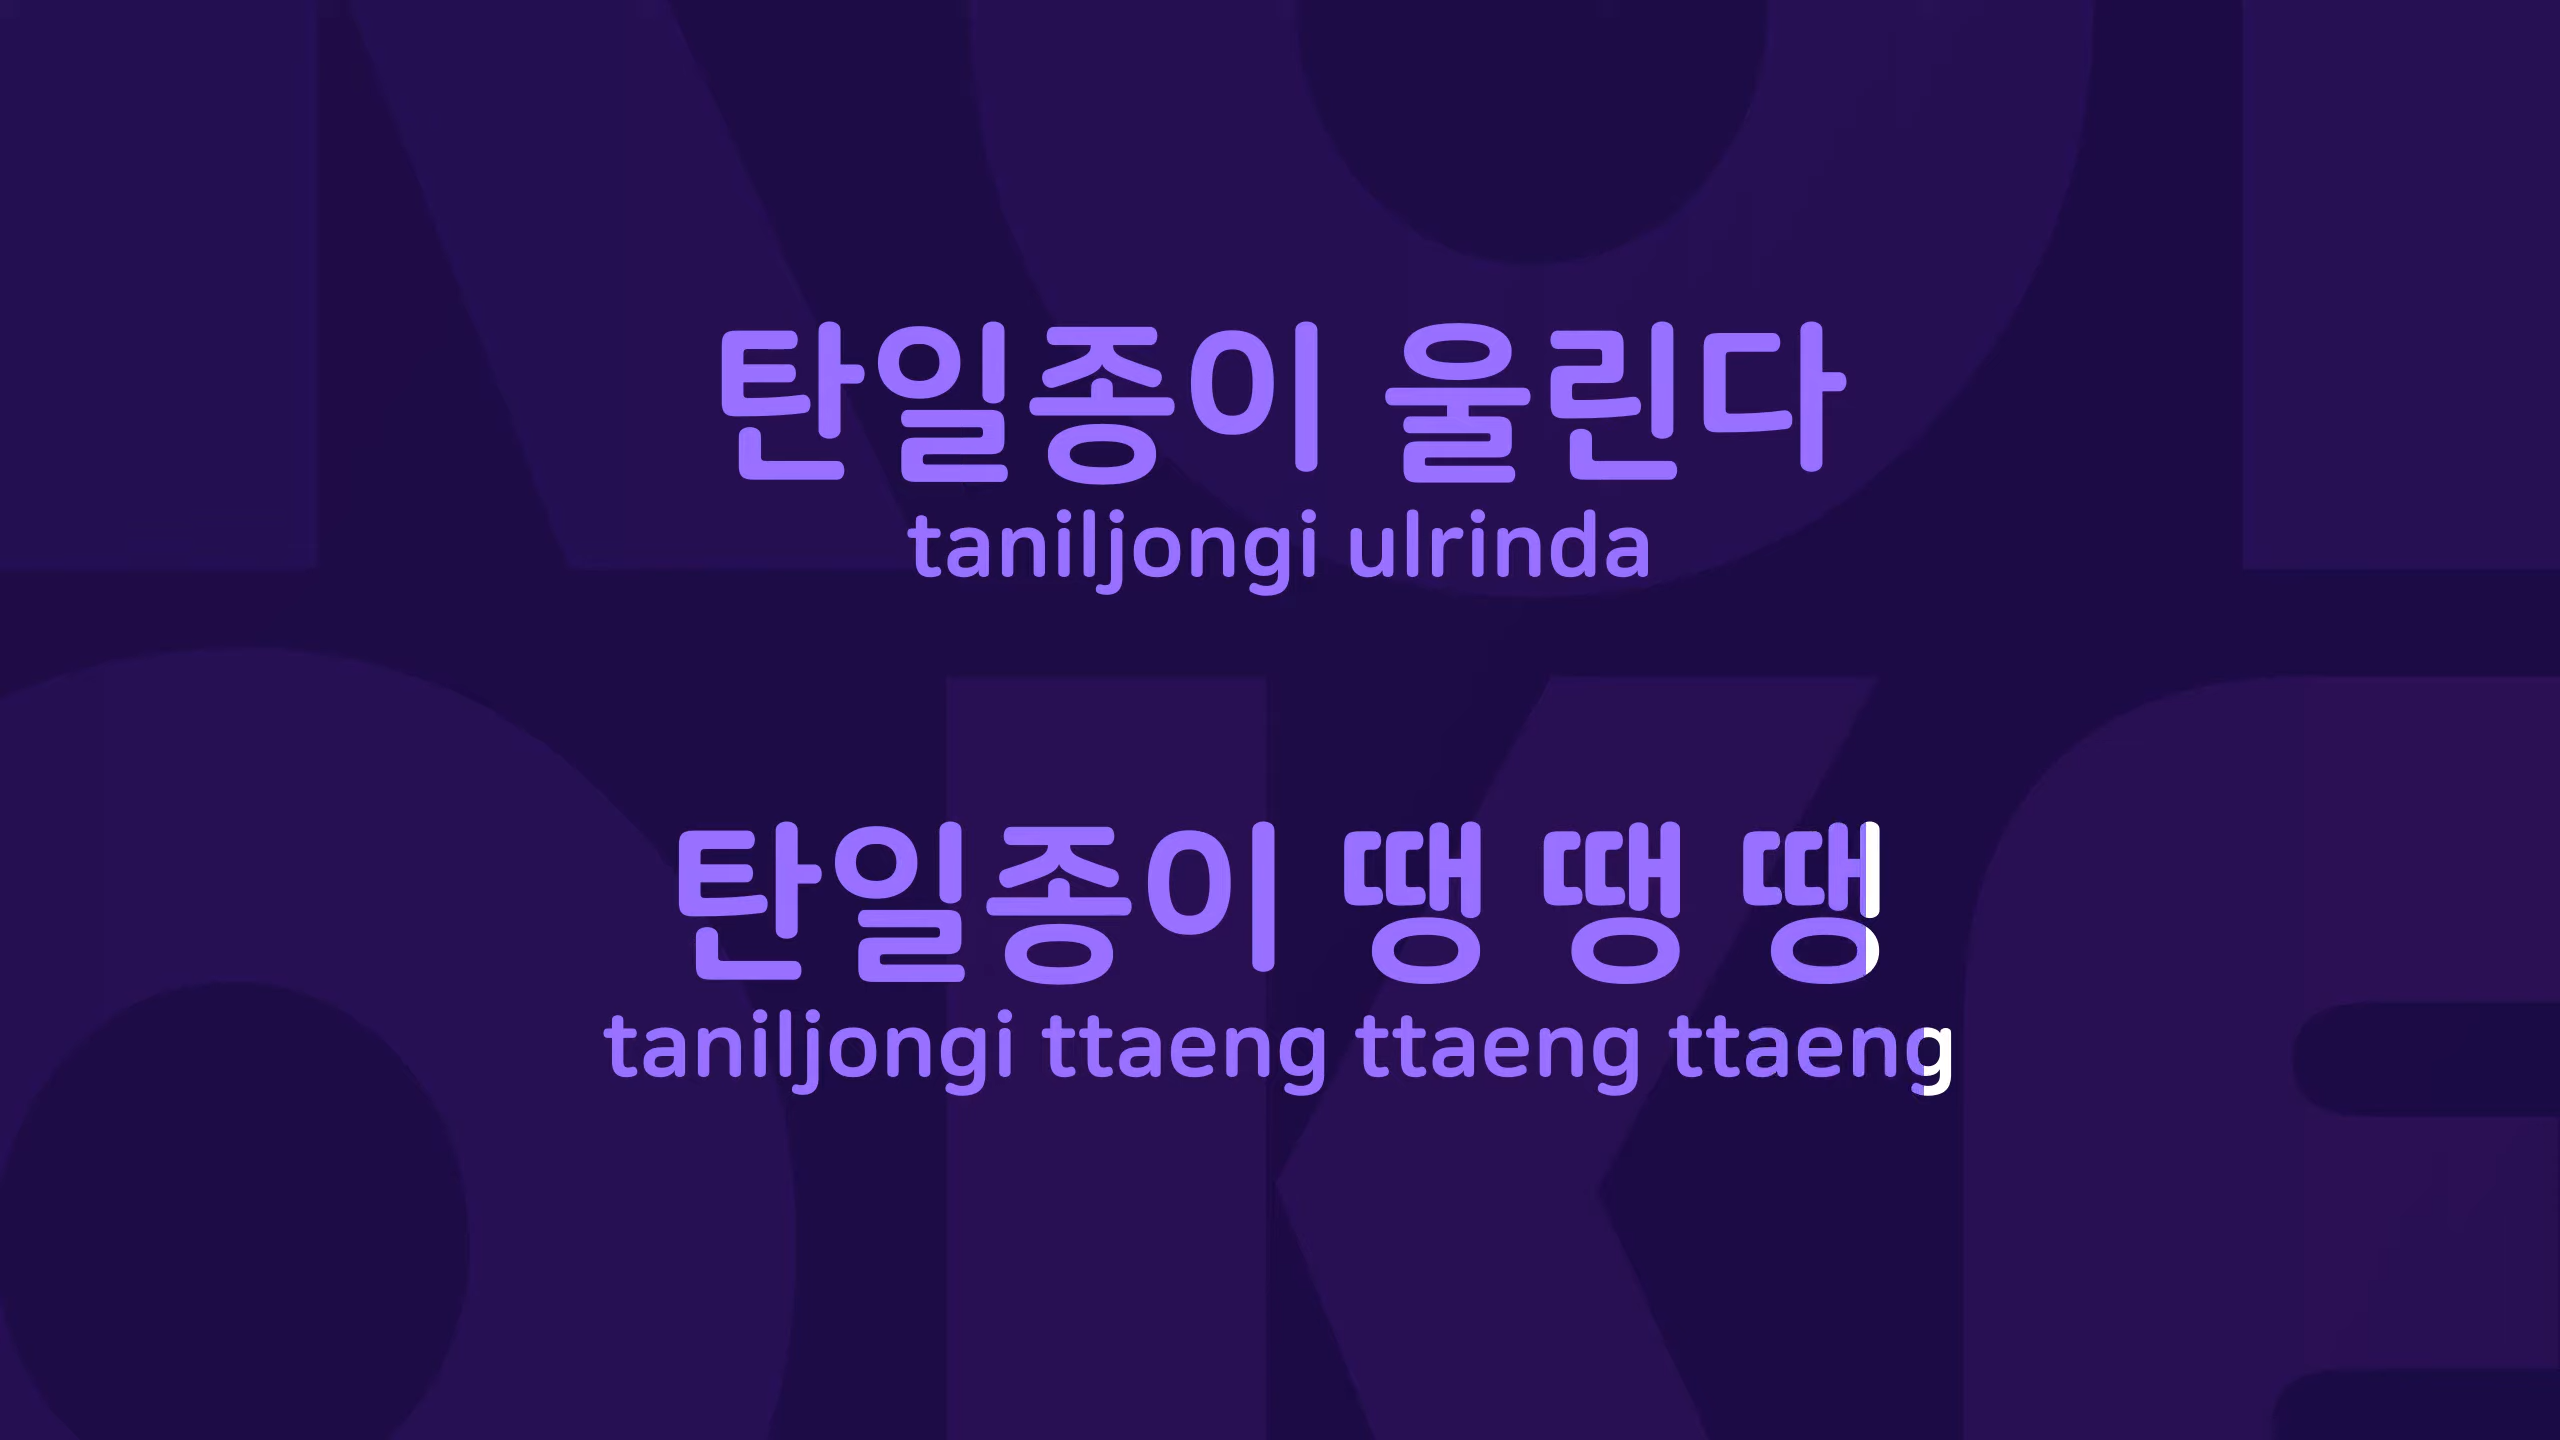 탄일종이 울린다
taniljongi ulrinda
탄일종이 땡 땡 땡
taniljongi ttaeng ttaeng ttaeng